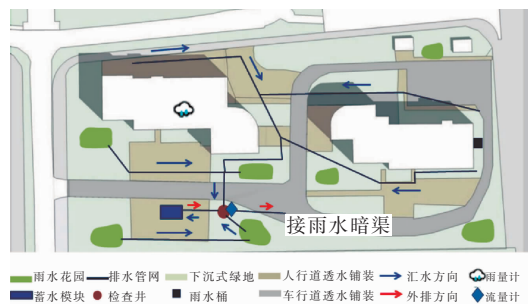 接雨水暗渠
雨水花园 排水管网 下沉式绿地 人行道透水铺装 汇水方向 雨量计
蓄水模块 检查井 雨水桶 车行道透水铺装 外排方向 流量计